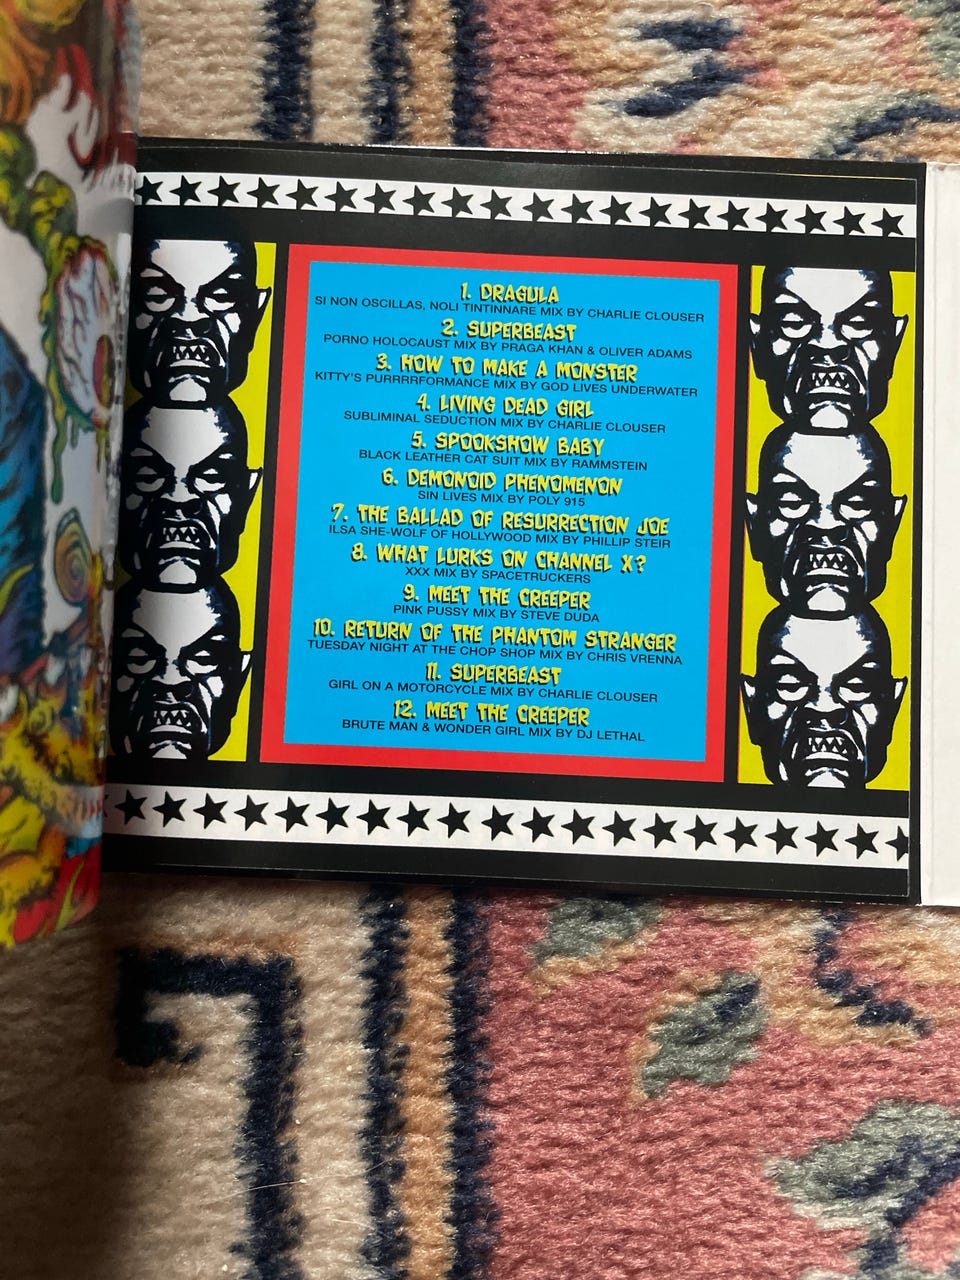 1. DRAGULA
SI NON OSCILLAS, NOLI TINTINNARE MIX BY CHARLIE CLOUSER
2. SUPERBEAST
PORNO HOLOCAUST MIX BY PRAGA KHAN & OLIVER ADAMS
3. HOW TO MAKE A MONSTER
KITTY'S PURRRRFORMANCE MIX BY GOD LIVES UNDERWATER
4. LIVING DEAD GIRL
SUBLIMINAL SEDUCTION MIX BY CHARLIE CLOUSER
5. SPOOKSHOW BABY
BLACK LEATHER CAT SUIT MIX BY RAMMSTEIN
6. DEMONOID PHENOMENON
SIN LIVES MIX BY POLY 915
7. THE BALLAD OF RESURRECTION JOE
ILSA SHE-WOLF OF HOLLYWOOD MIX BY PHILLIP STEIR
8. WHAT LURKS ON CHANNEL X?
XXX MIX BY SPACETRUCKERS
9. MEET THE CREEPER
PINK PUSSY MIX BY STEVE DUDA
10. RETURN OF THE PHANTOM STRANGER
TUESDAY NIGHT AT THE CHOP SHOP MIX BY CHRIS VRENNA
11. SUPERBEAST
GIRL ON A MOTORCYCLE MIX BY CHARLIE CLOUSER
12. MEET THE CREEPER
BRUTE MAN & WONDER GIRL MIX BY DJ LETHAL